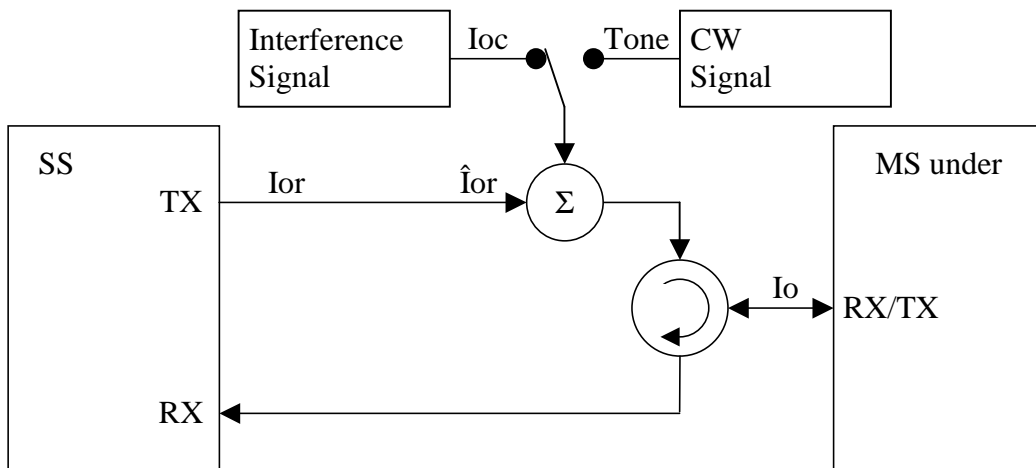 Interference
Signal
Ioc
Tone
CW
Signal
SS
MS under
TX
Ior
Îor
Σ
Io
RX/TX
RX